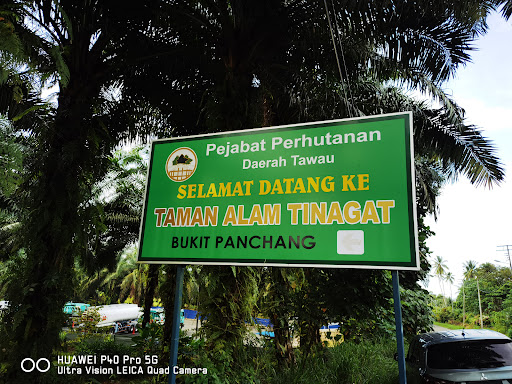 Pejabat Perhutanan
Daerah Tawau
SELAMAT DATANG KE
TAMAN ALAM TINAGAT
BUKIT PANCHANG
HUAWEI P40 Pro 5G
Ultra Vision LEICA Quad Camera